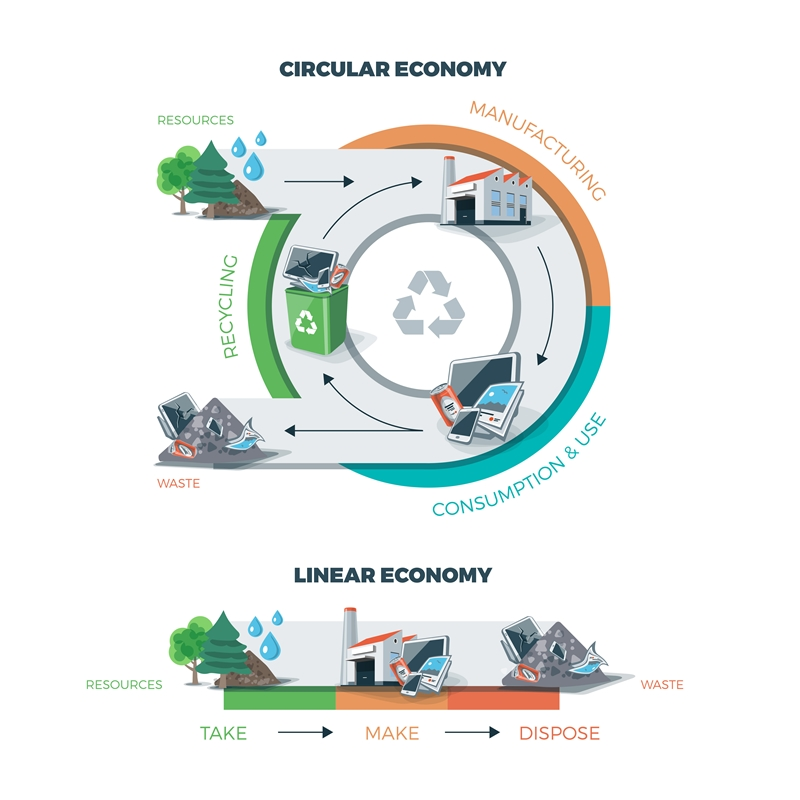 CIRCULAR ECONOMY
RESOURCES
MANUFACTURING
RECYCLING
WASTE
CONSUMPTION & USE
LINEAR ECONOMY
RESOURCES
WASTE
TAKE
MAKE
DISPOSE